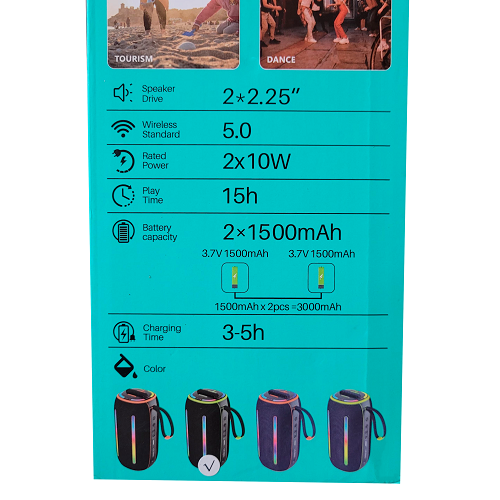 TOURISM
DANCE
Speaker
Drive
2*2.25”
Wireless
Standard
5.0
Rated
Power
2x10W
Play
Time
15h
Battery
capacity
2×1500mAh
3.7V 1500mAh 3.7V 1500mAh
1500mAh x 2pcs =3000mAh
Charging
Time
3-5h
Color